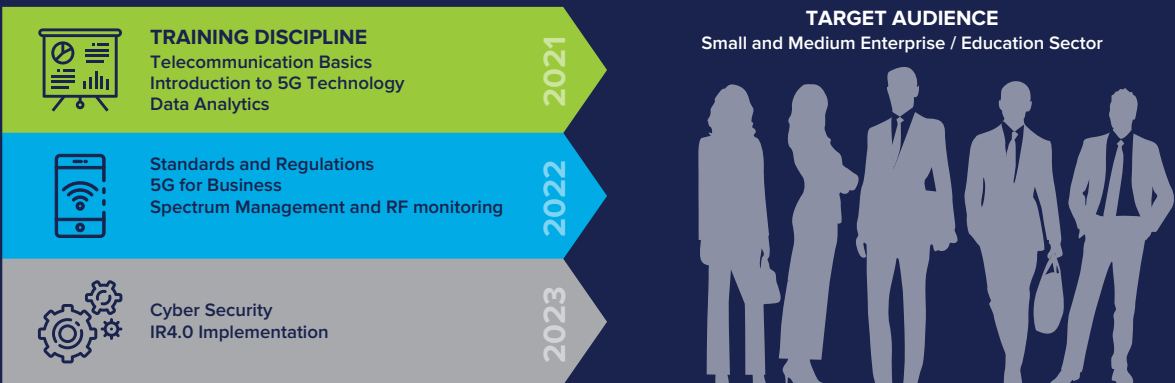 TRAINING DISCIPLINE
Telecommunication Basics
Introduction to 5G Technology
Data Analytics
2021
Standards and Regulations
5G for Business
Spectrum Management and RF monitoring
2022
Cyber Security
IR4.0 Implementation
2023
TARGET AUDIENCE
Small and Medium Enterprise / Education Sector